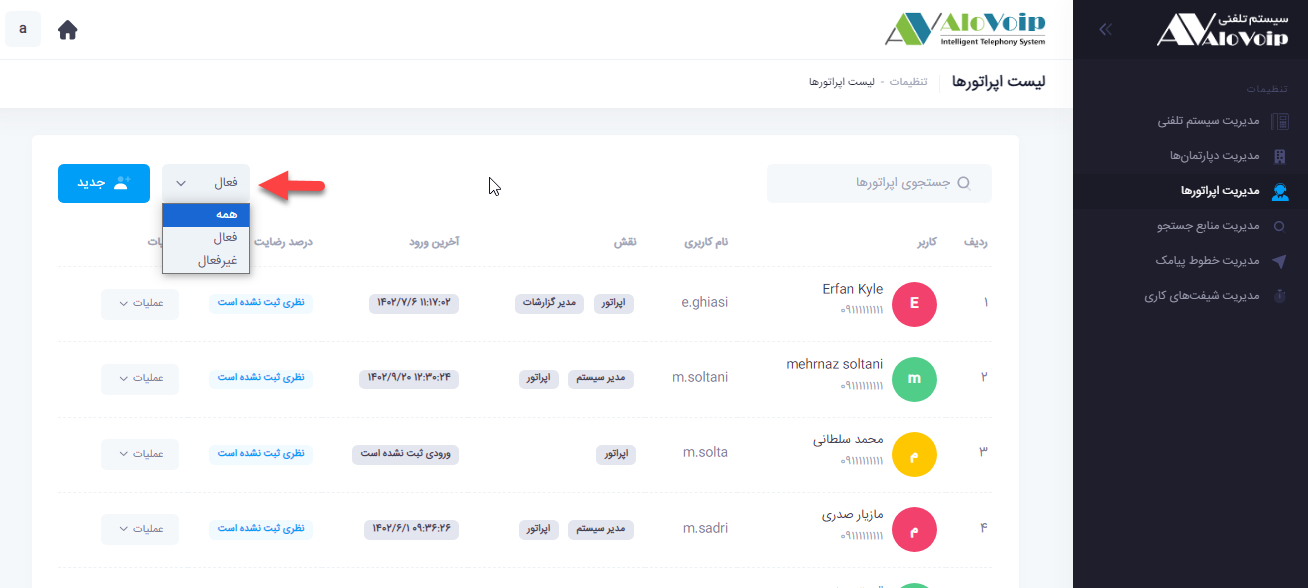 سیستم تلفنی
AloVoip
تنظیمات
مدیریت سیستم تلفنی
مدیریت دپارتمان‌ها
مدیریت اپراتورها
مدیریت منابع جستجو
مدیریت خطوط پیامک
مدیریت شیفت‌های کاری
AloVoip
Intelligent Telephony System
a
لیست اپراتورها
تنظیمات - لیست اپراتورها
جستجوی اپراتورها
فعال
جدید
همه
فعال
غیرفعال
ردیف کاربر نام کاربری نقش آخرین ورود درصد رضایت
۱ E Erfan Kyle e.ghiasi اپراتور مدیر گزارشات ۱۴۰۲/۷/۶ ۱۱:۱۷:۰۲ نظری ثبت نشده است عملیات
۰۹۱۱۱۱۱۱۱۱۱
۲ m mehrnaz soltani m.soltani مدیر سیستم اپراتور ۱۴۰۲/۹/۲۰ ۱۲:۳۰:۲۴ نظری ثبت نشده است عملیات
۰۹۱۱۱۱۱۱۱۱۱
۳ م محمد سلطانی m.solta اپراتور ورودی ثبت نشده است نظری ثبت نشده است عملیات
۰۹۱۱۱۱۱۱۱۱۱
۴ م مازیار صدری m.sadri مدیر سیستم اپراتور ۱۴۰۲/۶/۱ ۰۹:۳۶:۲۶ نظری ثبت نشده است عملیات
۰۹۱۱۱۱۱۱۱۱۱